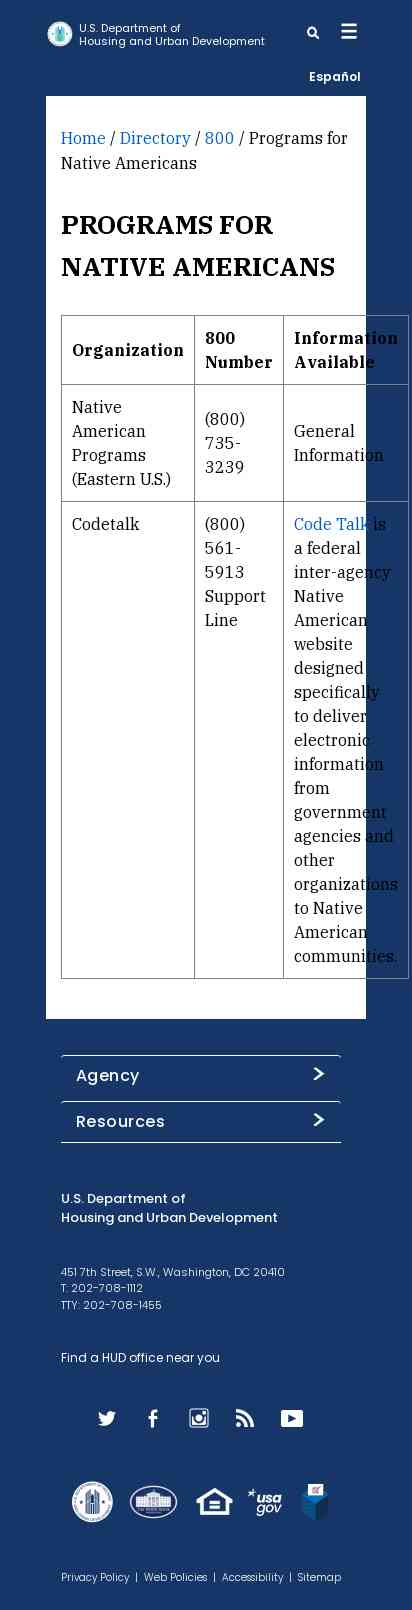 U.S. Department of
Housing and Urban Development
Español
Home / Directory / 800 / Programs for
Native Americans
PROGRAMS FOR
NATIVE AMERICANS
Organization
800
Number
Information
Available
Native
American
Programs
(Eastern U.S.)
(800)
735-
3239
General
Information
Codetalk
(800)
561-
5913
Support
Line
Code Talk is
a federal
inter-agency
Native
American
website
designed
specifically
to deliver
electronic
information
from
government
agencies and
other
organizations
to Native
American
communities.
Agency
Resources
U.S. Department of
Housing and Urban Development
451 7th Street, S.W., Washington, DC 20410
T: 202-708-1112
TTY: 202-708-1455
Find a HUD office near you
usa
gov
Privacy Policy | Web Policies | Accessibility | Sitemap